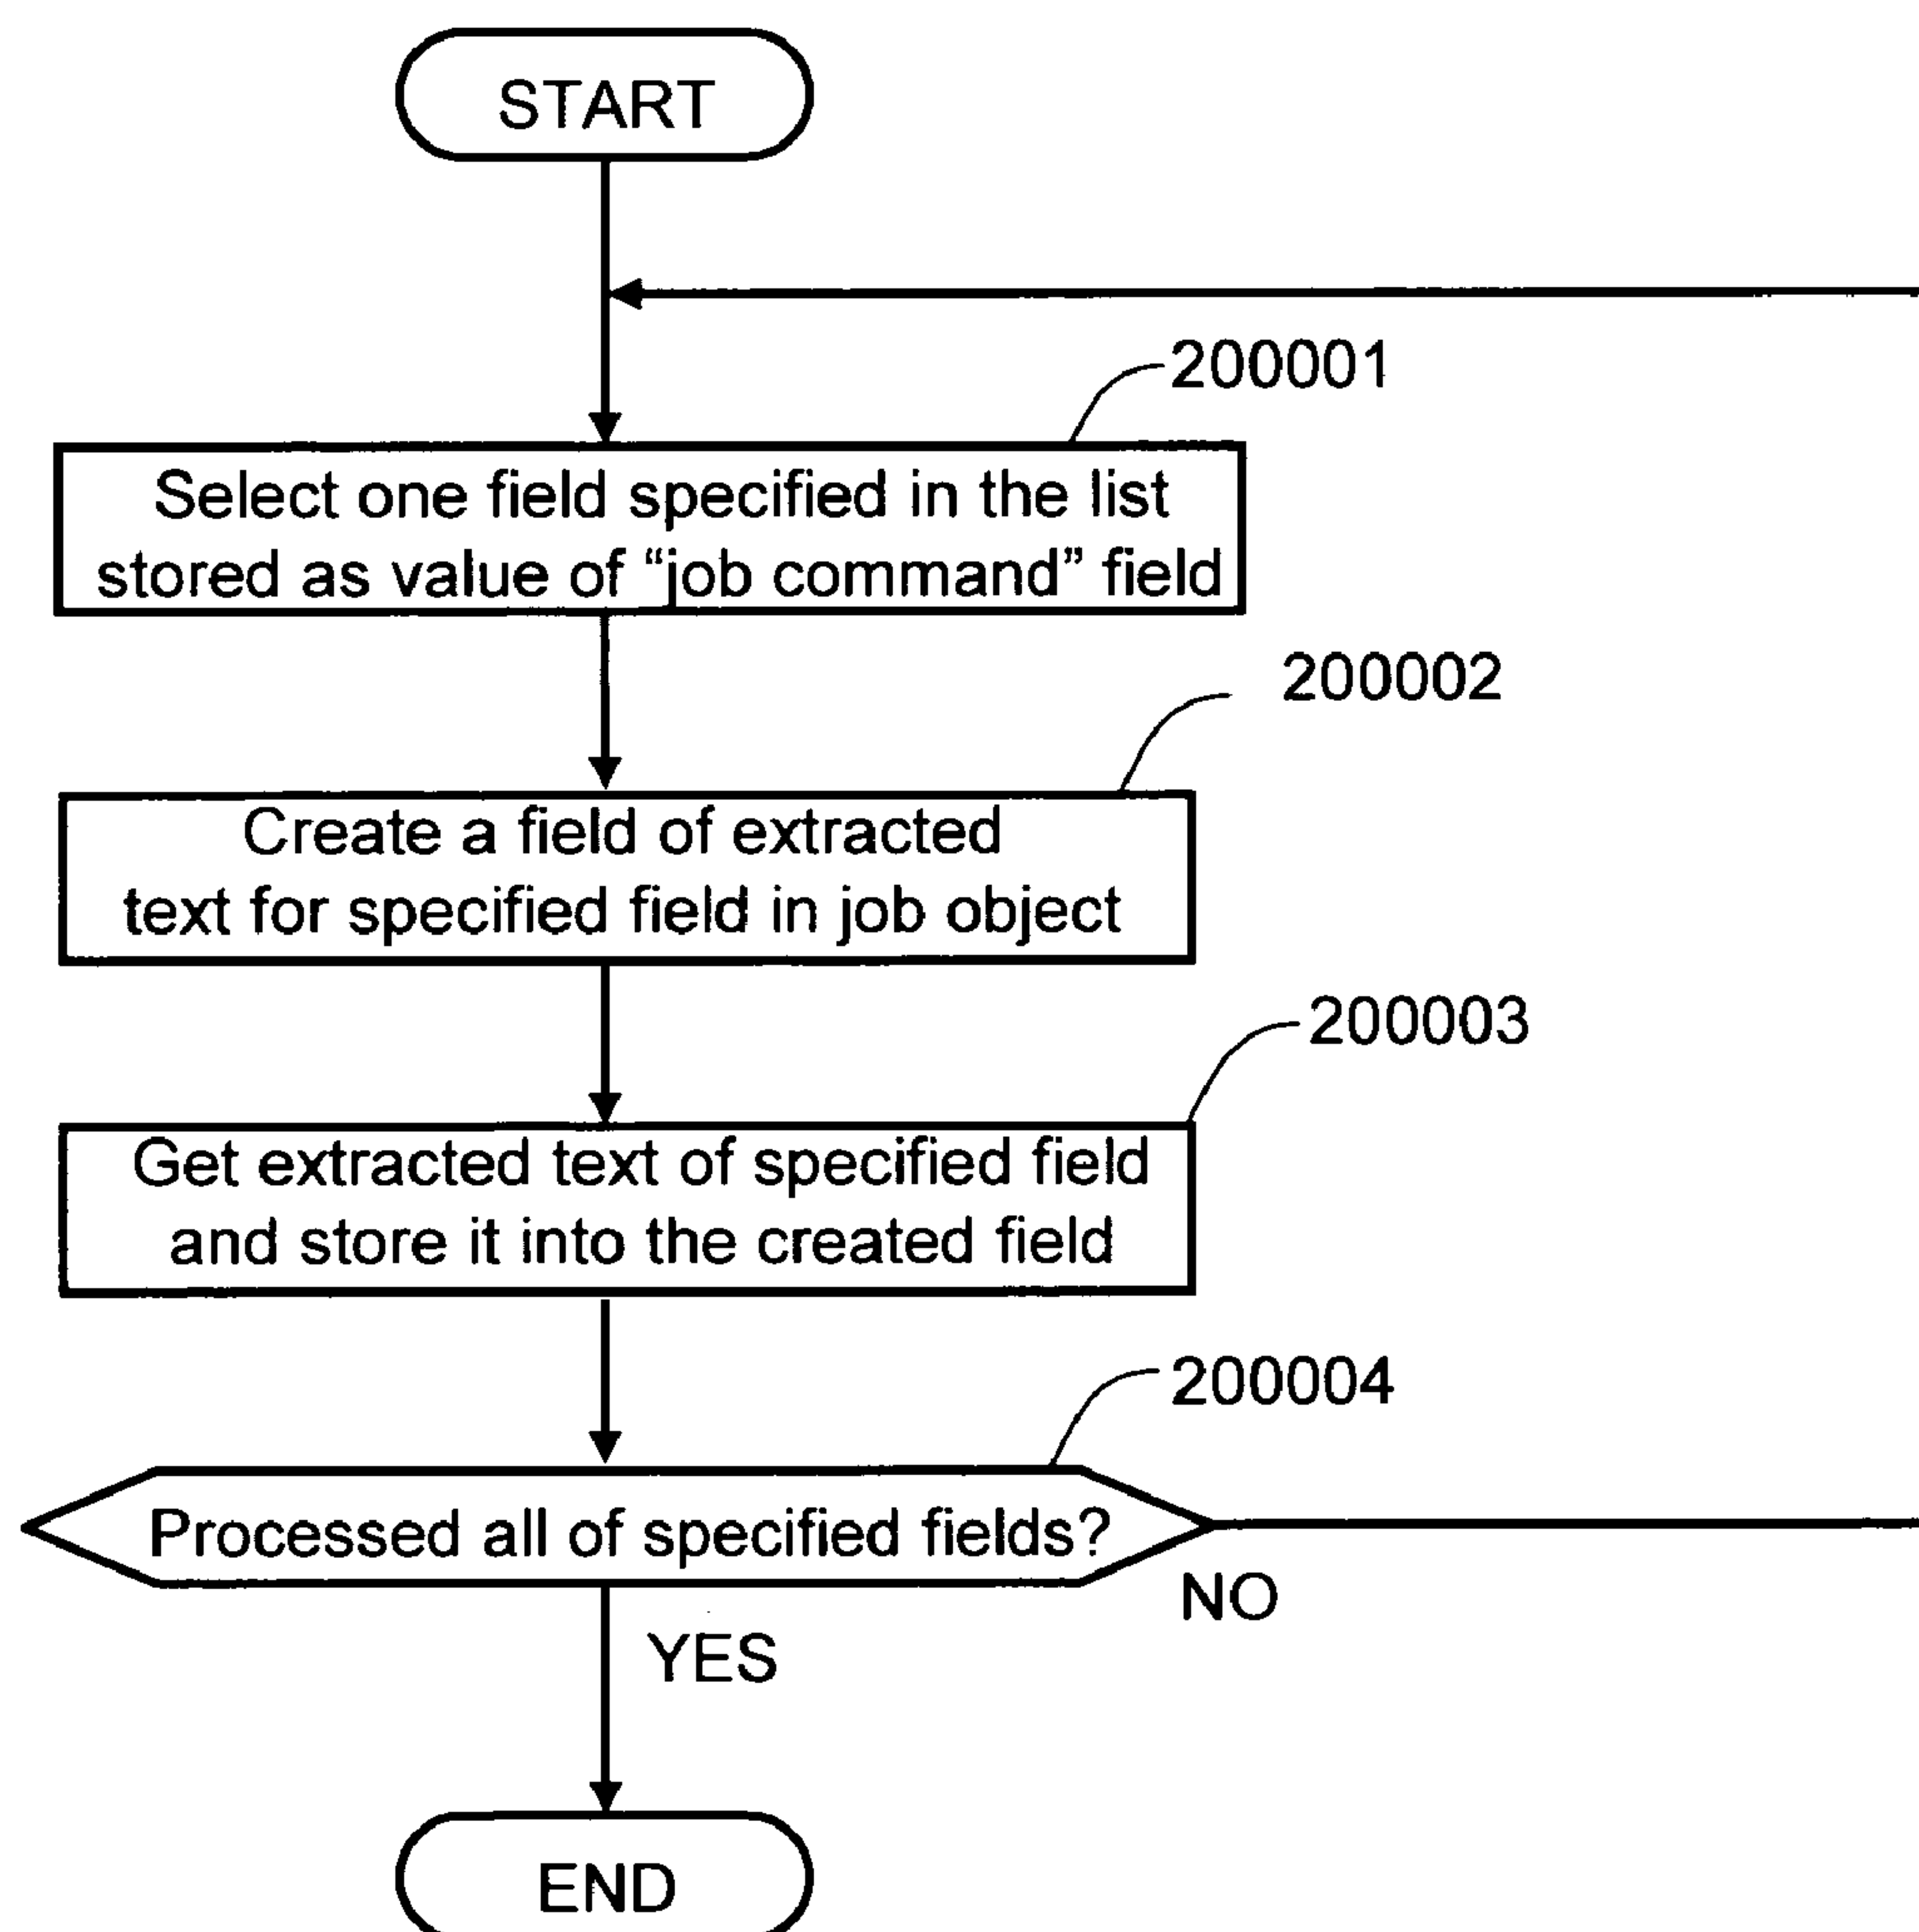 START
200001
Select one field specified in the list
stored as value of “job command” field
200002
Create a field of extracted
text for specified field in job object
200003
Get extracted text of specified field
and store it into the created field
200004
Processed all of specified fields?
NO
YES
END